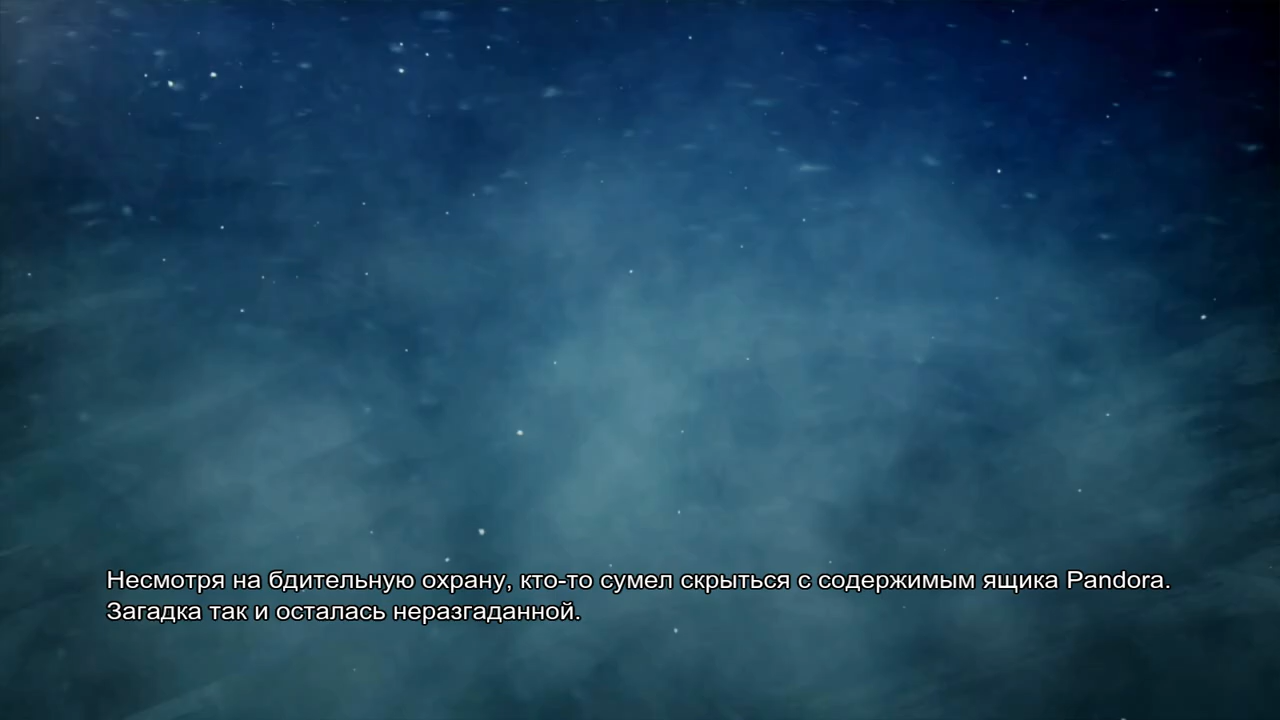 Несмотря на бдительную охрану, кто-то сумел скрыться с содержимым ящика Pandora.
Загадка так и осталась неразгаданной.